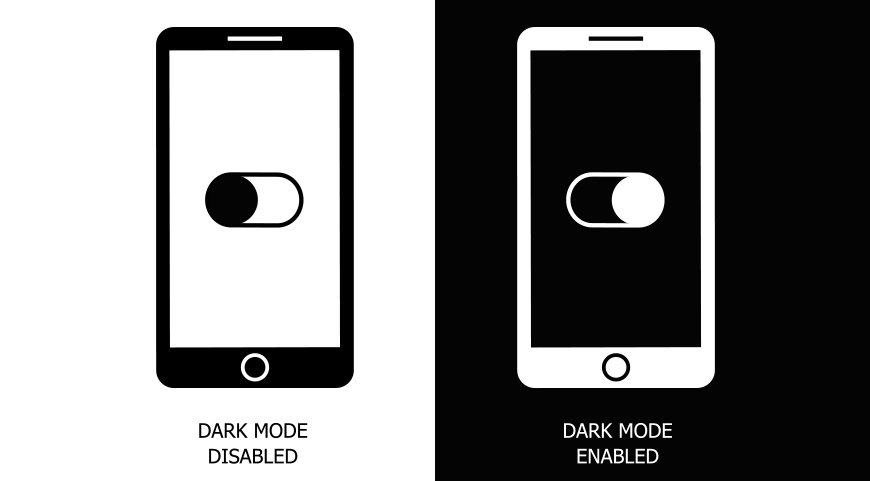 DARK MODE
DISABLED
DARK MODE
ENABLED